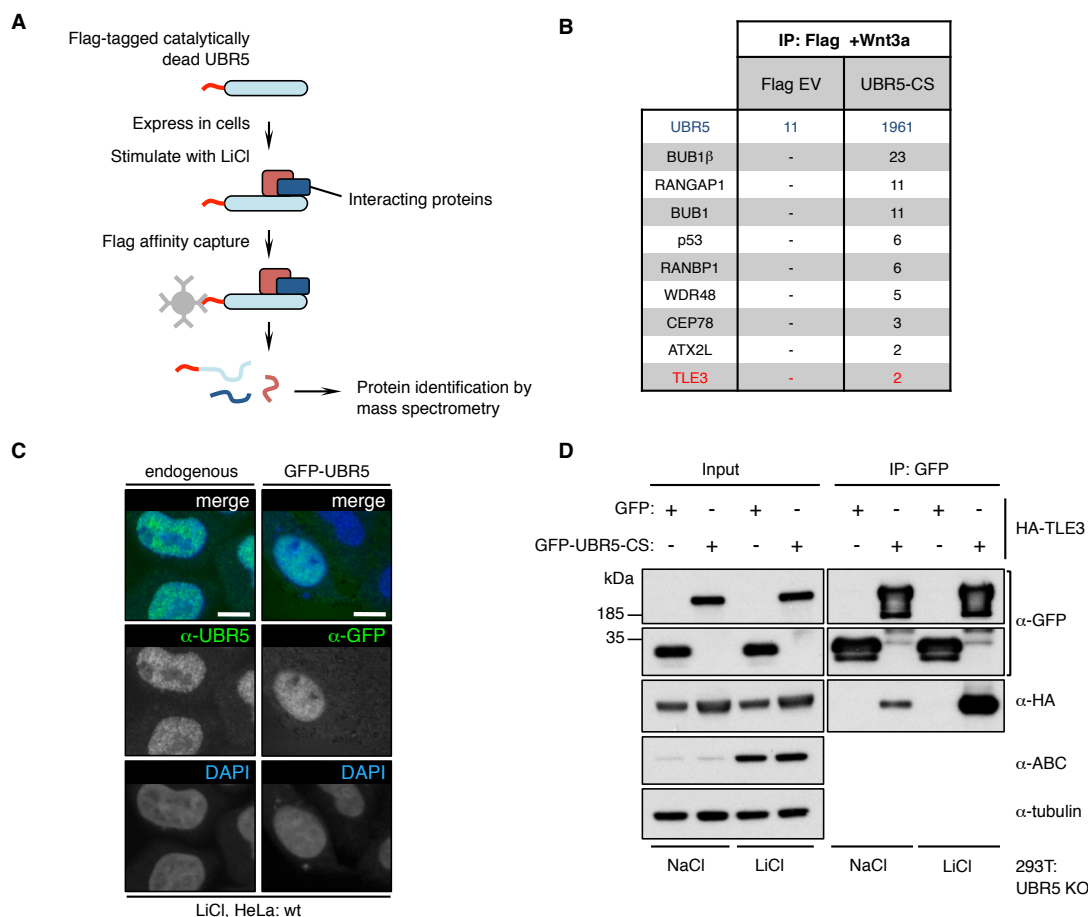 A
Flag-tagged catalytically
dead UBR5
Express in cells
Stimulate with LiCl
Interacting proteins
Flag affinity capture
Protein identification by
mass spectrometry
B
IP: Flag +Wnt3a
Flag EV UBR5-CS
UBR5 11 1961
BUB1β - 23
RANGAP1 - 11
BUB1 - 11
p53 - 6
RANBP1 - 6
WDR48 - 5
CEP78 - 3
ATX2L - 2
TLE3 - 2
C
endogenous GFP-UBR5
merge merge
α-UBR5 α-GFP
DAPI DAPI
LiCl, HeLa: wt
D
Input IP: GFP
GFP: + - + - + - + -
GFP-UBR5-CS: - + - + - + - +
HA-TLE3
kDa
185
35
α-GFP
α-HA
α-ABC
α-tubulin
NaCl LiCl NaCl LiCl
293T:
UBR5 KO